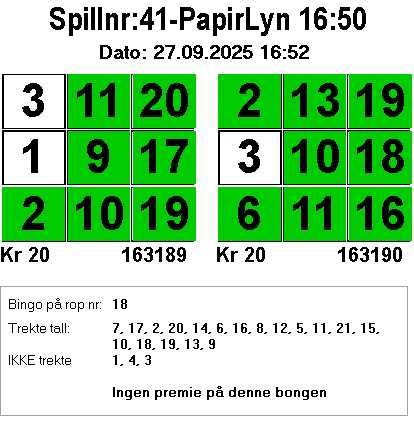 Spillnr:41-PapirLyn 16:50
Dato: 27.09.2025 16:52
3 11 20 2 13 19
1 9 17 3 10 18
2 10 19 6 11 16
Kr 20 163189 Kr 20 163190
Bingo på rop nr: 18
Trekte tall: 7, 17, 2, 20, 14, 6, 16, 8, 12, 5, 11, 21, 15,
10, 18, 19, 13, 9
IKKE trekte 1, 4, 3
Ingen premie på denne bongen